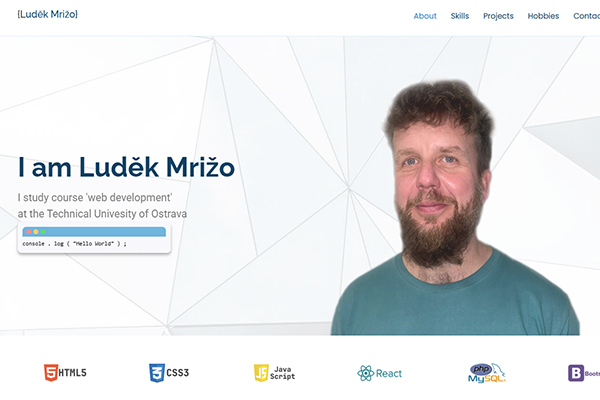 {Luděk Mrižo}
About Skills Projects Hobbies Contac
I am Luděk Mrižo
I study course 'web development'
at the Technical Univesity of Ostrava
console . log ( "Hello World" ) ;
HTML5
CSS3
Java
Script
React
php
MySQL
B Boots